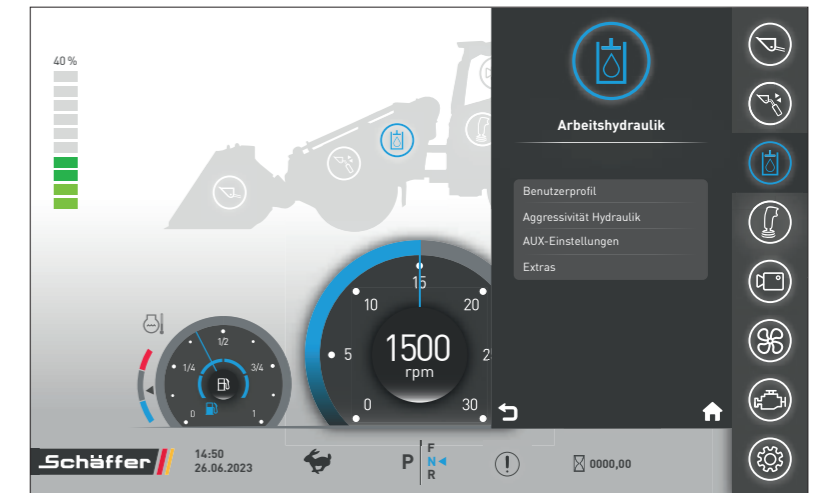 40 %
Arbeitshydraulik
Benutzerprofil
Aggressivität Hydraulik
AUX-Einstellungen
Extras
15
10
20
5
1500
rpm
2
0
30
1/2
1/4
3/4
0
1
Schäffer
14:50
26.06.2023
P
F
N
R
0000,00